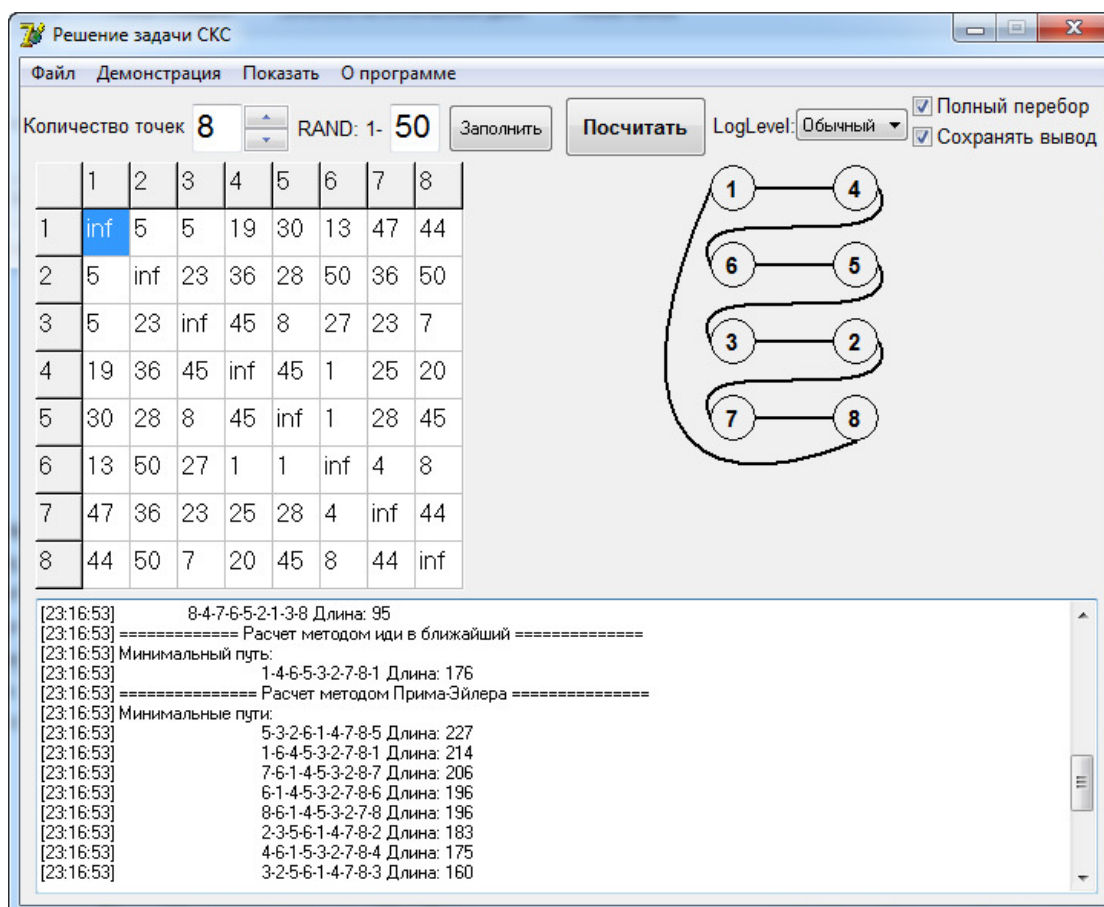 Решение задачи СКС
Файл Демонстрация Показать О программе
Количество точек 8 RAND: 1- 50 Заполнить Посчитать LogLevel: Обычный Полный перебор
Сохранять вывод
1 2 3 4 5 6 7 8
1 inf 5 5 19 30 13 47 44
2 5 inf 23 36 28 50 36 50
3 5 23 inf 45 8 27 23 7
4 19 36 45 inf 45 1 25 20
5 30 28 8 45 inf 1 28 45
6 13 50 27 1 1 inf 4 8
7 47 36 23 25 28 4 inf 44
8 44 50 7 20 45 8 44 inf
1 4
6 5
3 2
7 8
[23:16:53] 8-4-7-6-5-2-1-3-8 Длина: 95
[23:16:53] ============= Расчет методом иди в ближайший ==============
[23:16:53] Минимальный путь:
[23:16:53] 1-4-6-5-3-2-7-8-1 Длина: 176
[23:16:53] =============== Расчет методом Прима-Эйлера ===============
[23:16:53] Минимальные пути:
[23:16:53] 5-3-2-6-1-4-7-8-5 Длина: 227
[23:16:53] 1-6-4-5-3-2-7-8-1 Длина: 214
[23:16:53] 7-6-1-4-5-3-2-8-7 Длина: 206
[23:16:53] 6-1-4-5-3-2-7-8-6 Длина: 196
[23:16:53] 8-6-1-4-5-3-2-7-8 Длина: 196
[23:16:53] 2-3-5-6-1-4-7-8-2 Длина: 183
[23:16:53] 4-6-1-5-3-2-7-8-4 Длина: 175
[23:16:53] 3-2-5-6-1-4-7-8-3 Длина: 160